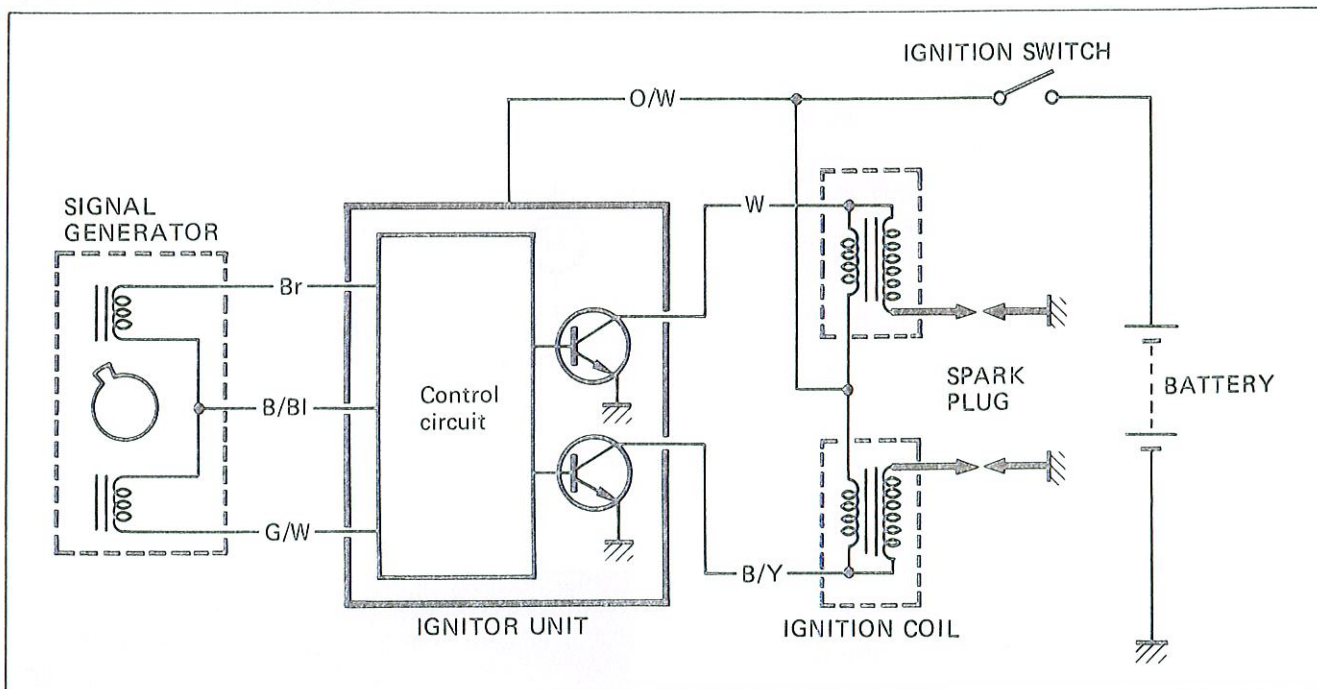 IGNITION SWITCH
O/W
SIGNAL
GENERATOR
W
Br
SPARK
PLUG
BATTERY
B/Bl
Control
circuit
G/W
B/Y
IGNITOR UNIT
IGNITION COIL